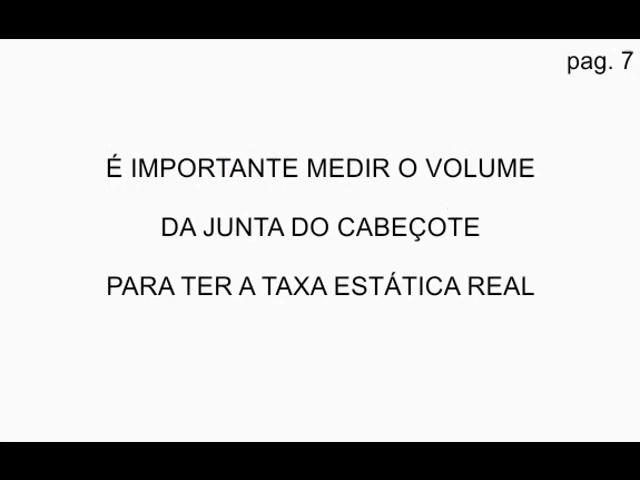 pag. 7
É IMPORTANTE MEDIR O VOLUME
DA JUNTA DO CABEÇOTE
PARA TER A TAXA ESTÁTICA REAL